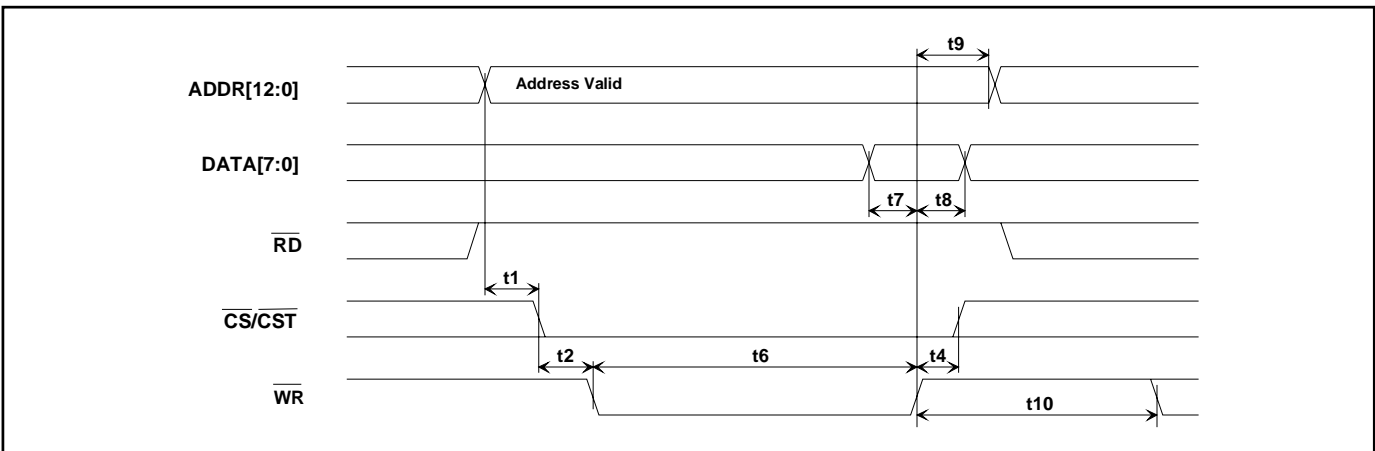 t9
ADDR[12:0]
Address Valid
DATA[7:0]
t7
t8
RD
t1
CS/CST
t2
t6
t4
WR
t10